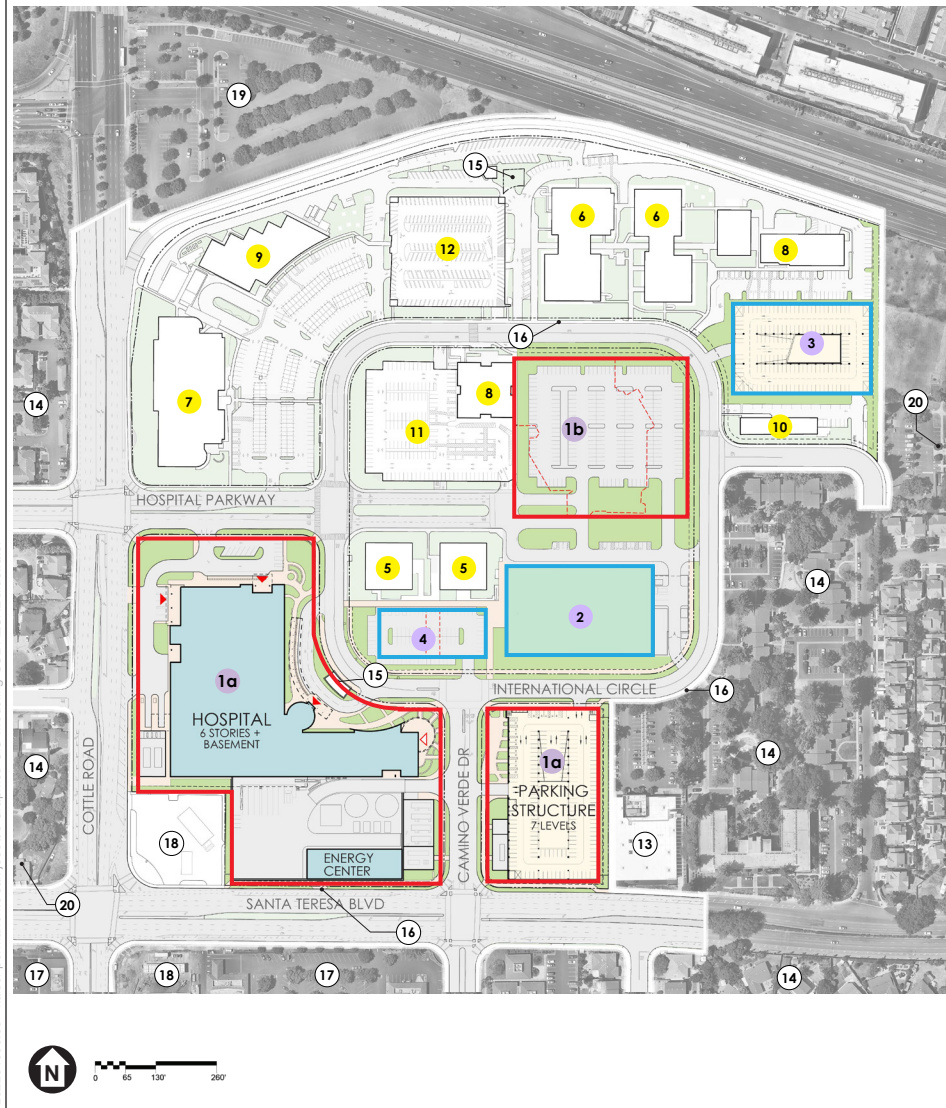 19
15
6
6
9
12
8
16
3
14
7
8
1b
20
11
10
HOSPITAL PARKWAY
5
5
14
2
4
1a
15
INTERNATIONAL CIRCLE
16
HOSPITAL
6 STORIES +
BASEMENT
COTTLE ROAD
CAMINO VERDE DR
14
14
1a
PARKING
STRUCTURE
7 LEVELS
18
13
ENERGY
CENTER
20
SANTA TERESA BLVD
16
17
18
17
14
N
0 65 130' 260'